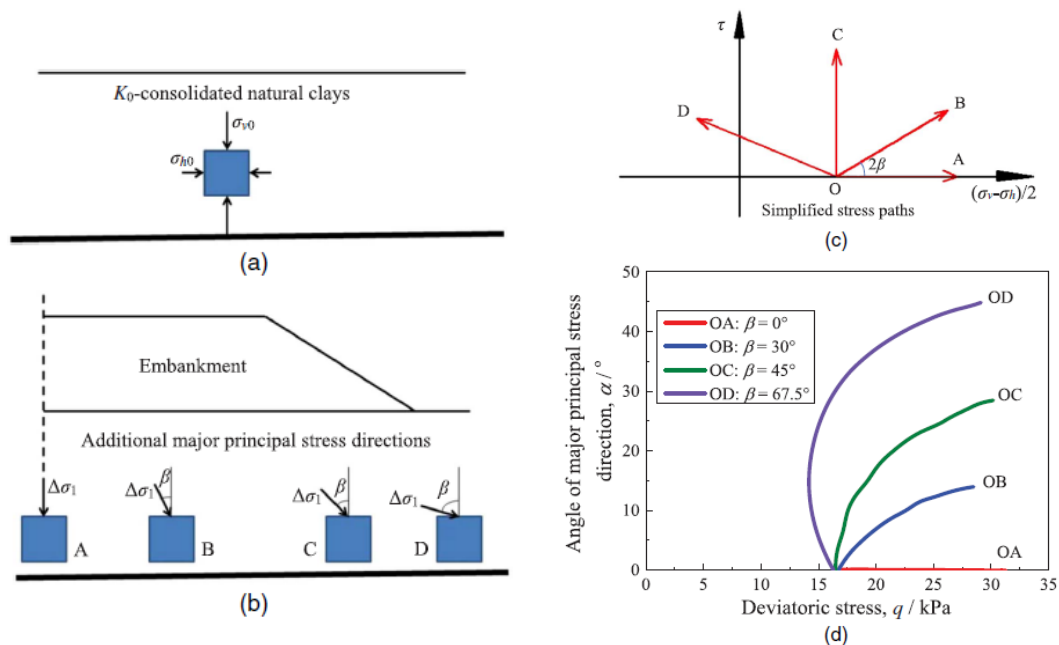 K₀-consolidated natural clays
σv0
σh0
(a)
Embankment
Additional major principal stress directions
Δσ₁
Δσ₁ β
Δσ₁ β
Δσ₁ β
A
B
C
D
(b)
τ
C
D
B
A
2β
O
(σv-σh)/2
Simplified stress paths
(c)
Angle of major principal stress
direction, α/ °
50
40
30
20
10
0
OA: β = 0°
OB: β = 30°
OC: β = 45°
OD: β = 67.5°
OD
OC
OB
OA
0 5 10 15 20 25 30 35
Deviatoric stress, q / kPa
(d)